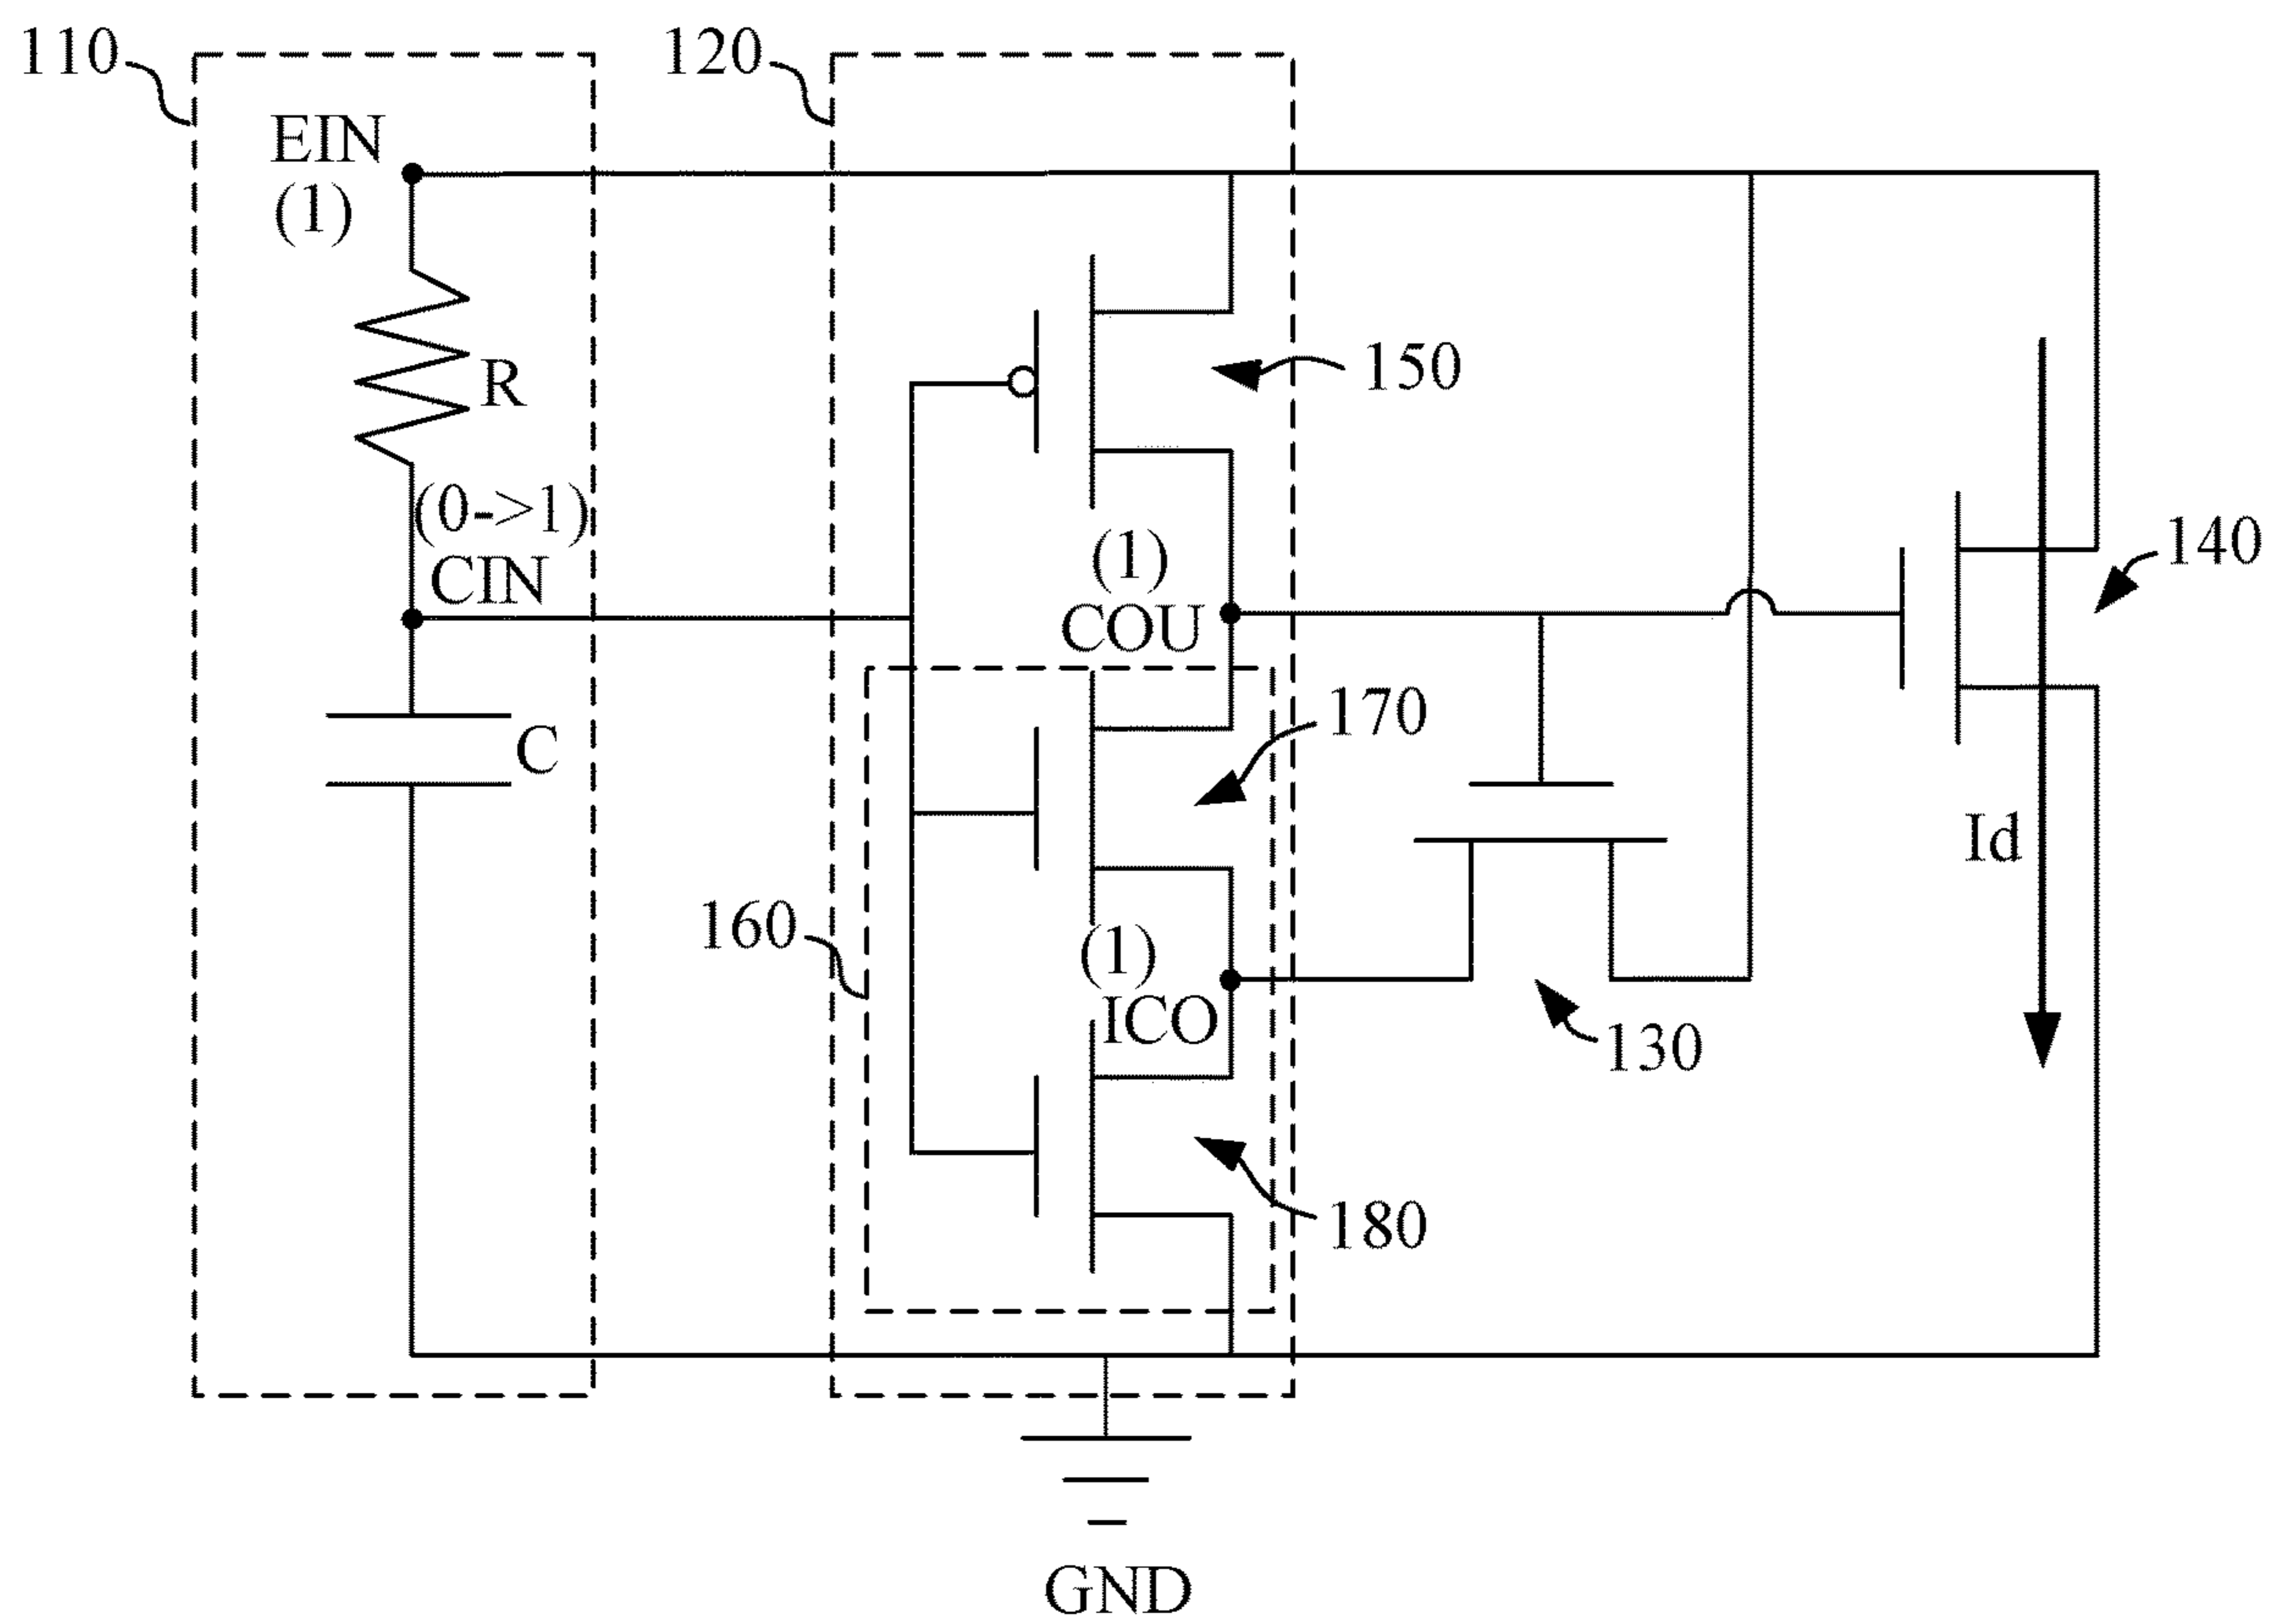 110
120
EIN
(1)
R
150
(0->1)
CIN
(1)
COU
140
170
C
Id
160
(1)
ICO
130
180
GND